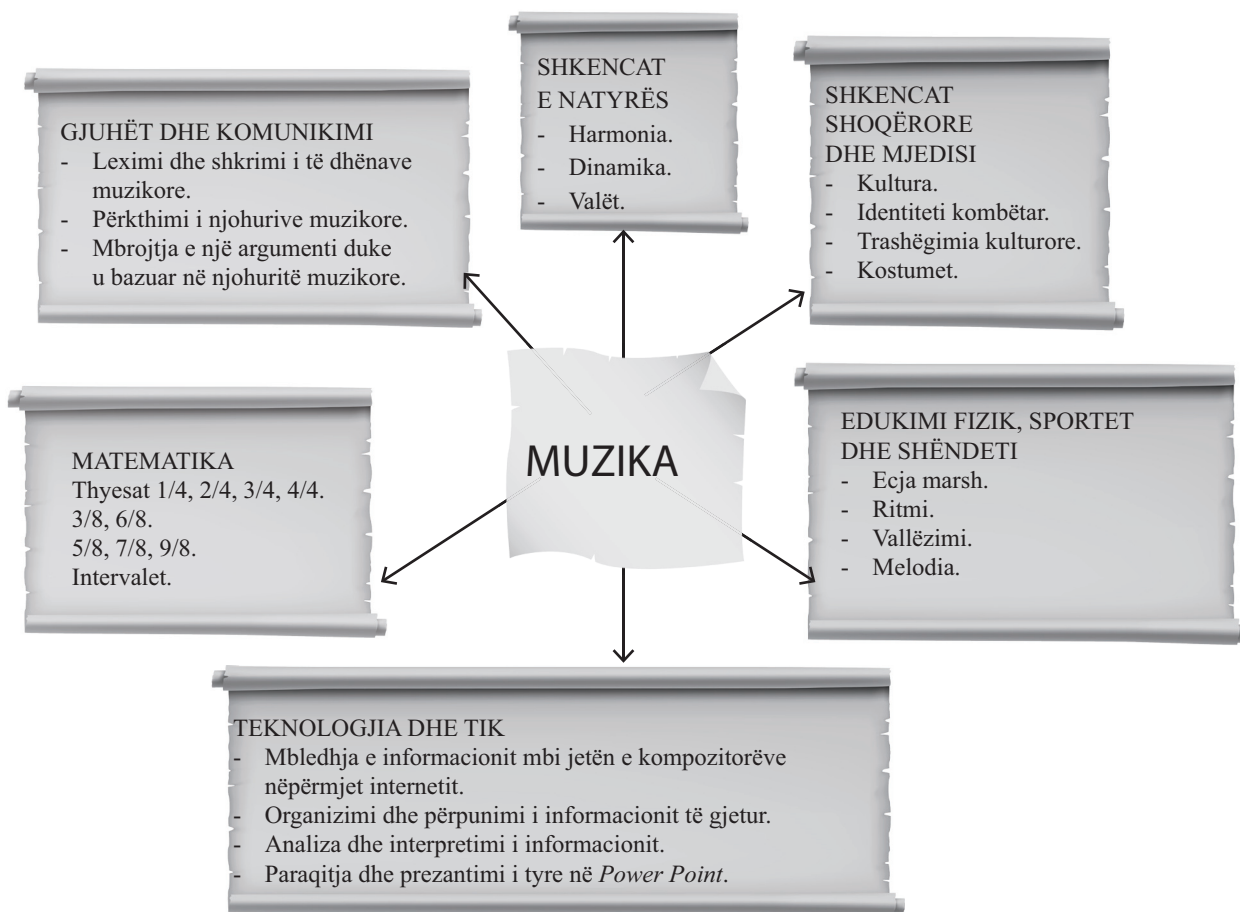 SHKENCAT
E NATYRËS
- Harmonia.
- Dinamika.
- Valët.
SHKENCAT
SHOQËRORE
DHE MJEDISI
- Kultura.
- Identiteti kombëtar.
- Trashëgimia kulturore.
- Kostumet.
GJUHËT DHE KOMUNIKIMI
- Leximi dhe shkrimi i të dhënave
muzikore.
- Përkthimi i njohurive muzikore.
- Mbrojtja e një argumenti duke
u bazuar në njohuritë muzikore.
MUZIKA
EDUKIMI FIZIK, SPORTET
DHE SHËNDETI
- Ecja marsh.
- Ritmi.
- Vallëzimi.
- Melodia.
MATEMATIKA
Thyesat 1/4, 2/4, 3/4, 4/4.
3/8, 6/8.
5/8, 7/8, 9/8.
Intervalet.
TEKNOLOGJIA DHE TIK
- Mbledhja e informacionit mbi jetën e kompozitorëve
nëpërmjet internetit.
- Organizimi dhe përpunimi i informacionit të gjetur.
- Analiza dhe interpretimi i informacionit.
- Paraqitja dhe prezantimi i tyre në Power Point.